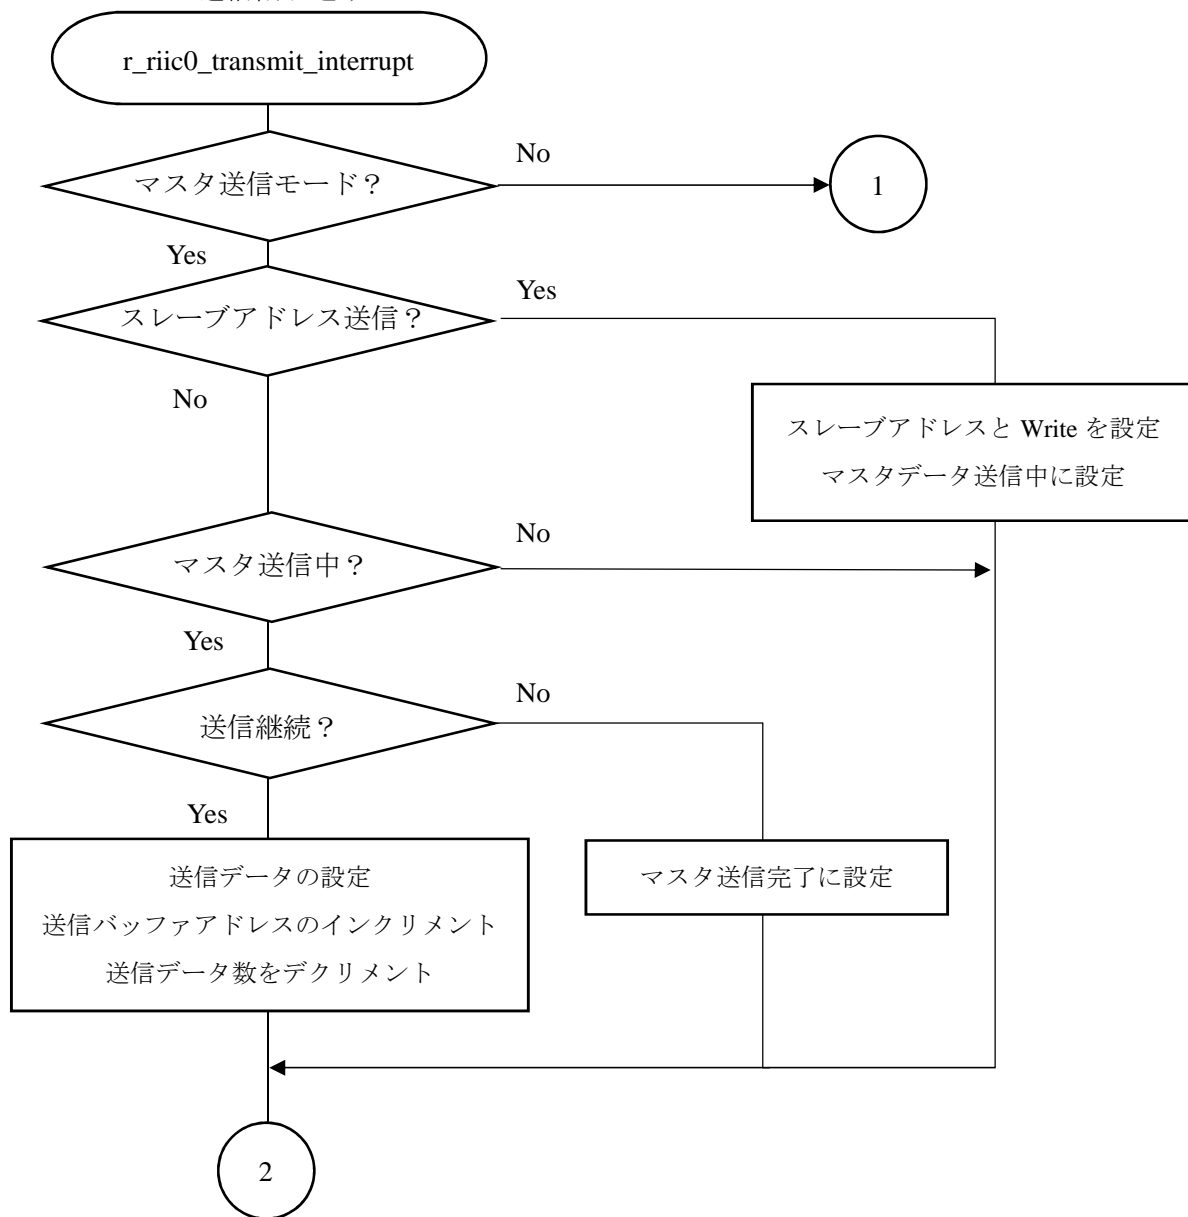 r_riic0_transmit_interrupt
マスタ送信モード？
No
1
Yes
スレーブアドレス送信？
Yes
No
スレーブアドレスと Write を設定
マスタデータ送信中に設定
マスタ送信中？
No
Yes
送信継続？
No
Yes
送信データの設定
送信バッファアドレスのインクリメント
送信データ数をデクリメント
マスタ送信完了に設定
2